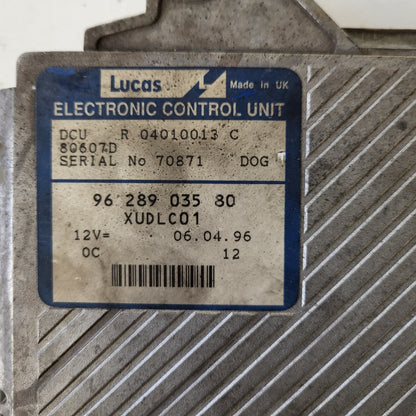 Lucas Made in UK
ELECTRONIC CONTROL UNIT
DCU R 04010013 C
80607D
SERIAL No 70871 DOG
96 289 035 80
XUDLC01
12V= 06.04.96
0C 12